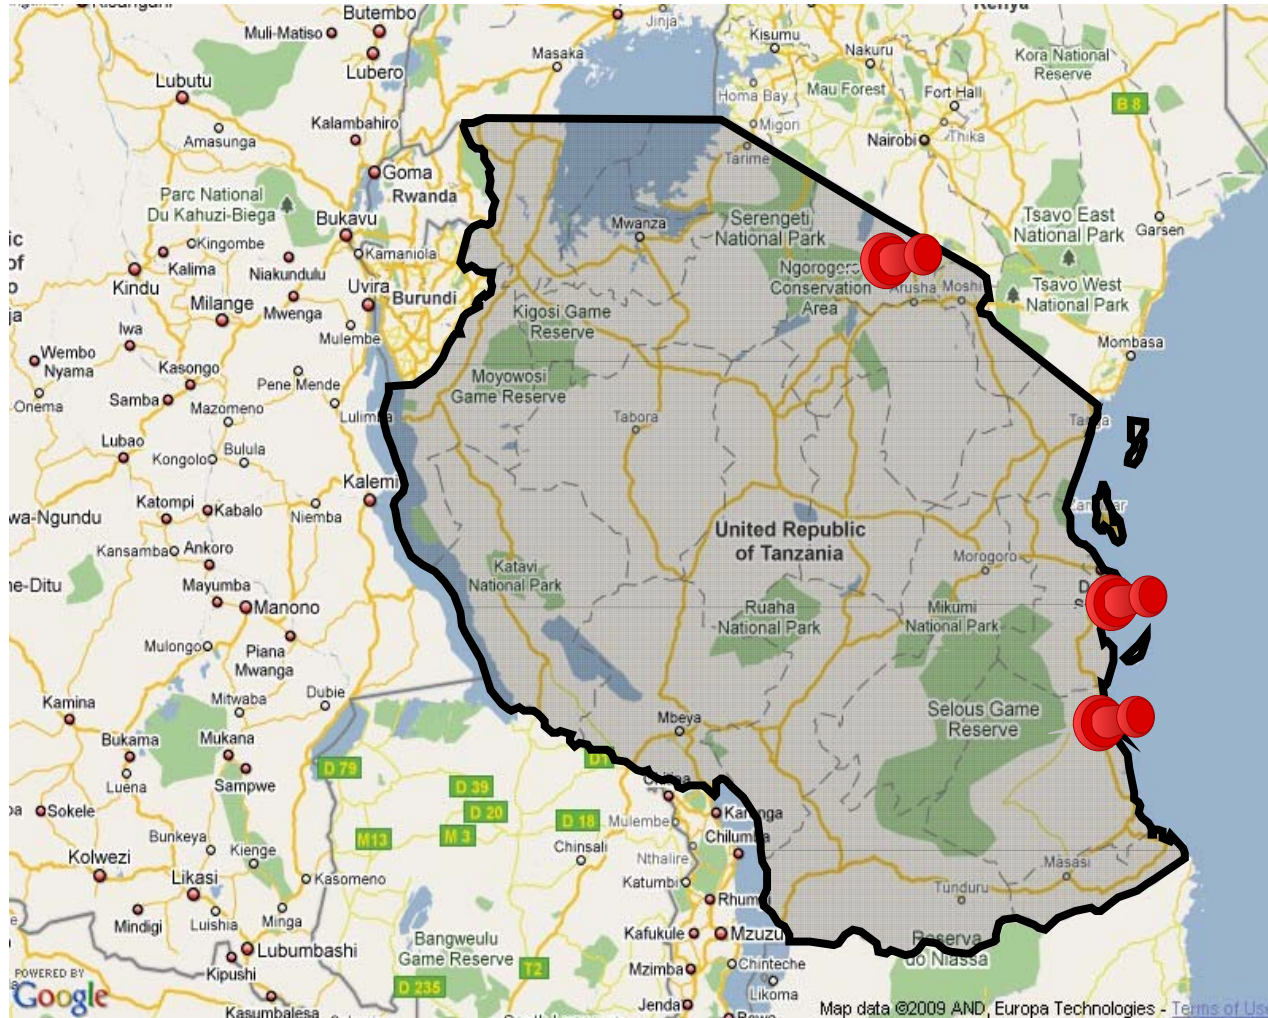 Butembo
Kenya
Jinja
Muli-Matiso
Kisumu
Masaka
Nakuru
Lubero
Kora National
Reserve
Lubutu
Homa Bay
Mau Forest
Fort Hall
B 8
Kalambahiro
Migori
Amasunga
Nairobi
Thika
Tarime
Goma
Rwanda
Parc National
Du Kahuzi-Biega
Bukavu
Mwanza
Serengeti
National Park
Tsavo East
National Park
Garsen
Kingombe
Kamaniola
Kalima
Niakundulu
Kindu
Uvira
Burundi
Conservation
Area
Arusha
Moshi
Tsavo West
National Park
Milange
Mwenga
Kigosi Game
Reserve
Iwa
Mulembe
Mombasa
Wembo
Nyama
Kasongo
Pene Mende
Moyowosi
Game Reserve
Onema
Samba
Mazomeno
Lulimba
Tabora
Tanga
Lubao
Bulula
Kongolo
Kalemi
Katompi
Kabalo
Niemba
Zanzibar
wa-Ngundu
United Republic
of Tanzania
Kansamba
Ankoro
Morogoro
Katavi
National Park
ne-Ditu
Mayumba
Manono
Ruaha
National Park
Mikumi
National Park
D
Mulongo
Piana
Mwanga
Mitwaba
Dubie
Kamina
Selous Game
Reserve
Mbeya
Bukama
Mukana
Luena
Sampwe
D 79
D1
D 39
D 20
D 18
M 3
M13
Sokele
Mulembe
Karonga
Chilumba
Bunkeya
Kienge
Chinsali
Nthalire
Kolwezi
Masasi
Likasi
Kasomeno
Katumbi
Tunduru
Rhumpi
Mindigi
Luishia
Minga
Kafukule
Mzuzu
Lubumbashi
Bangweulu
Game Reserve
Reserva
do Niassa
Kipushi
T2
Mzimba
Chinteche
D 235
Likoma
POWERED BY
Google
Kasumbalesa
Jenda
Map data ©2009 AND, Europa Technologies - Terms of Us